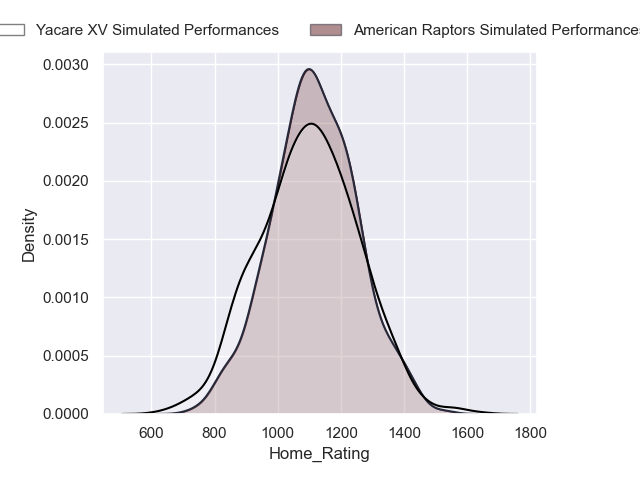 Yacare XV Simulated Performances
American Raptors Simulated Performances
0.0030
0.0025
0.0020
0.0015
0.0010
0.0005
0.0000
Density
600 800 1000 1200 1400 1600 1800
Home_Rating